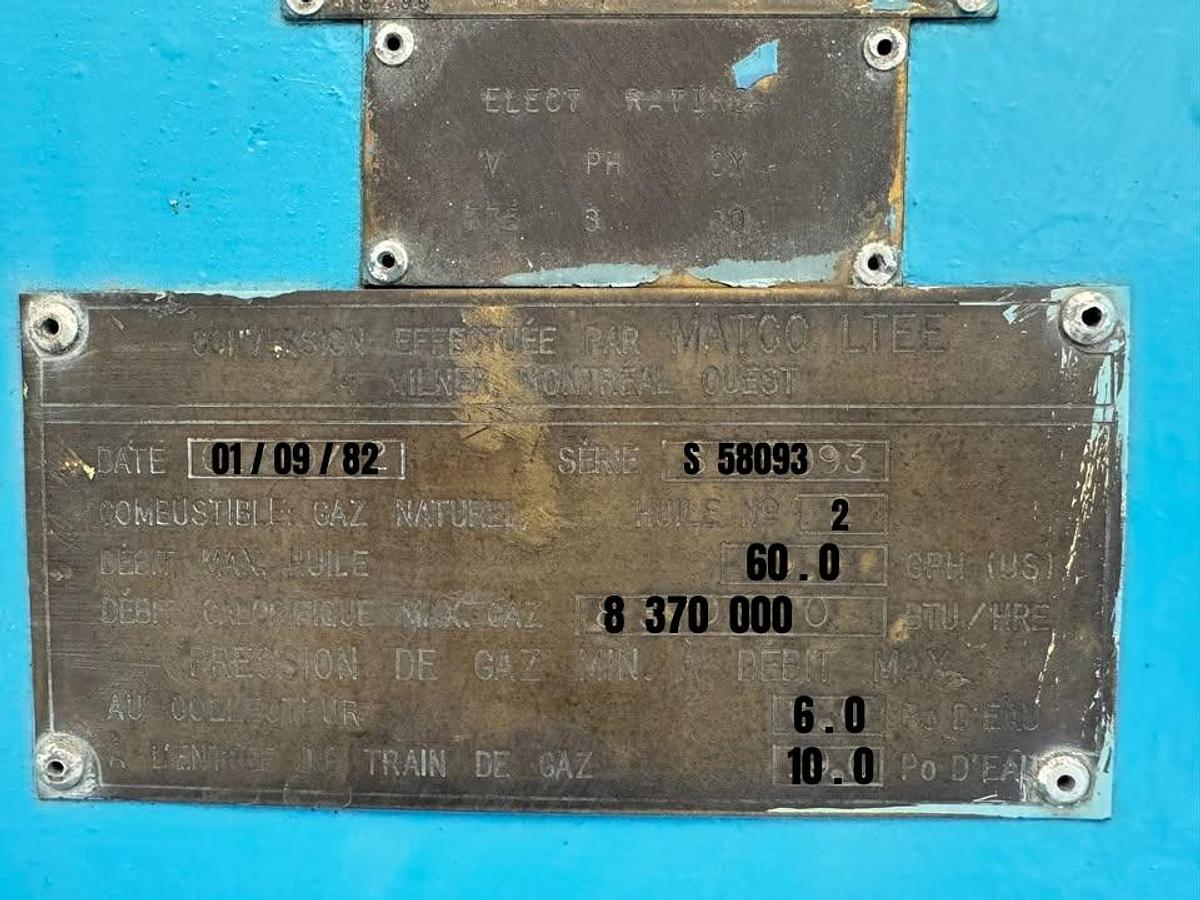 ELECT RATING
V PH CY
575 3 60
CONVERSION EFFECTUÉE PAR MATCO LTEE
MILNER, MONTREAL OUEST
DATE 01/09/82 SÉRIE S 58093
COMBUSTIBLE: GAZ NATUREL, HUILE Nº 2
DÉBIT MAX. HUILE 60.0 GPH (US)
DÉBIT CALORIFIQUE MAX. GAZ 8 370 000 BTU/HRE
PRESSION DE GAZ MIN. À DÉBIT MAX.
AU COLLECTEUR 6.0 Po D'EAU
À L'ENTRÉE DU TRAIN DE GAZ 10.0 Po D'EAU